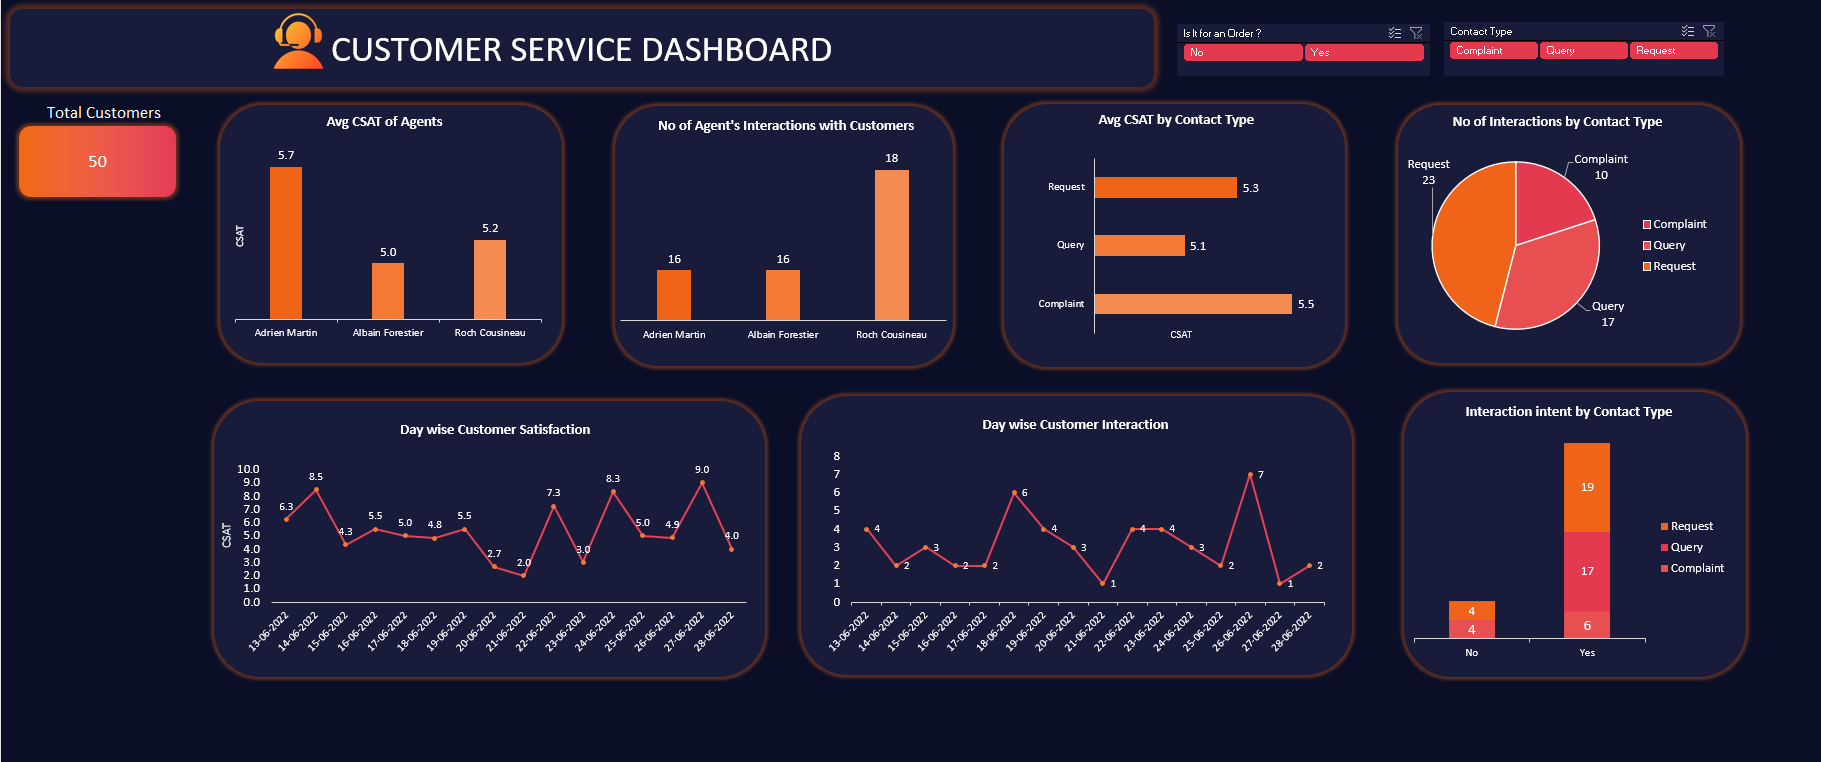 CUSTOMER SERVICE DASHBOARD
Is It for an Order ?
No Yes
Contact Type
Complaint Query Request
Total Customers
50
Avg CSAT of Agents
5.7
5.0
5.2
CSAT
Adrien Martin Albain Forestier Roch Cousineau
No of Agent's Interactions with Customers
16
16
18
Adrien Martin Albain Forestier Roch Cousineau
Avg CSAT by Contact Type
Request 5.3
Query 5.1
Complaint 5.5
CSAT
No of Interactions by Contact Type
Request
23
Complaint
10
Query
17
Complaint
Query
Request
Day wise Customer Satisfaction
CSAT
10.0
9.0
8.0
7.0
6.0
5.0
4.0
3.0
2.0
1.0
0.0
6.3 8.5 4.3 5.5 5.0 4.8 5.5 2.7 2.0 7.3 3.0 8.3 5.0 4.9 9.0 4.0
13-06-2022 14-06-2022 15-06-2022 16-06-2022 17-06-2022 18-06-2022 19-06-2022 20-06-2022 21-06-2022 22-06-2022 23-06-2022 24-06-2022 25-06-2022 26-06-2022 27-06-2022 28-06-2022
Day wise Customer Interaction
8
7
6
5
4
3
2
1
0
4 2 3 2 2 6 4 3 1 4 4 3 2 7 1 2
13-06-2022 14-06-2022 15-06-2022 16-06-2022 17-06-2022 18-06-2022 19-06-2022 20-06-2022 21-06-2022 22-06-2022 23-06-2022 24-06-2022 25-06-2022 26-06-2022 27-06-2022 28-06-2022
Interaction intent by Contact Type
4
4
19
17
6
No Yes
Request
Query
Complaint